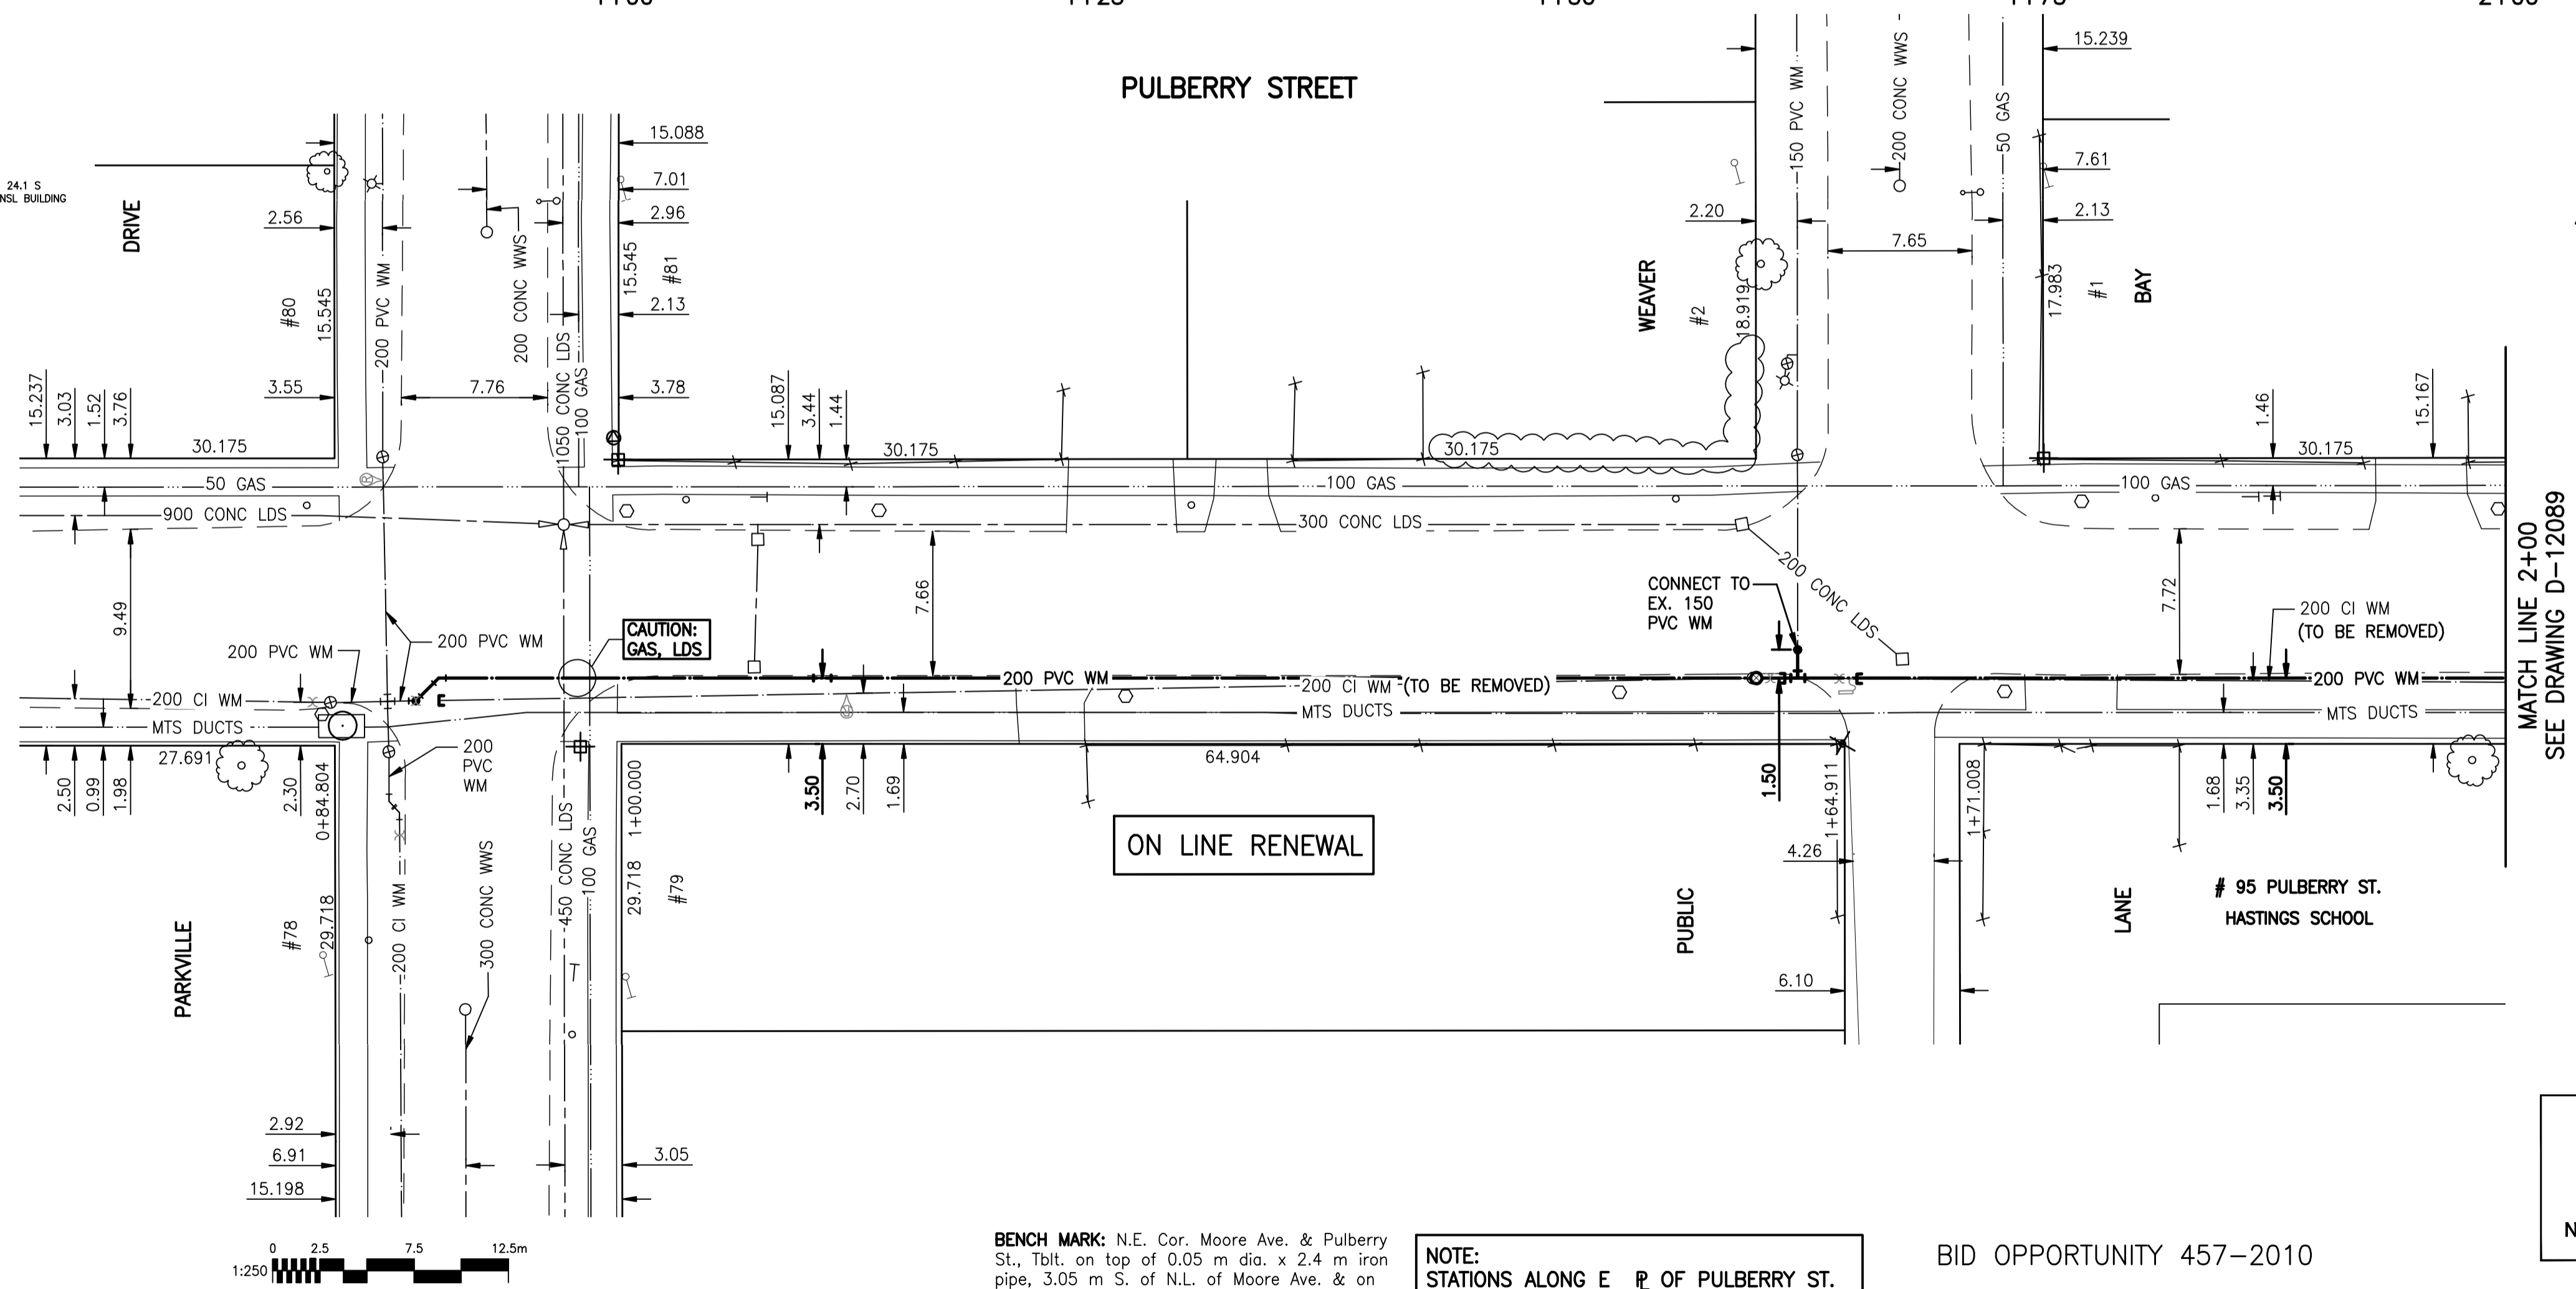 PULBERRY STREET
24.1 S
NSL BUILDING
DRIVE
2.56
#80
15.545
3.55
200 PVC WM
7.76
200 CONC WWS
1050 CONC LDS
100 GAS
15.088
7.01
2.96
15.545
#81
2.13
3.78
15.237
3.03
1.52
3.76
30.175
15.087
3.44
1.44
30.175
WEAVER
#2
18.919
2.20
150 PVC WM
200 CONC WWS
7.65
50 GAS
15.239
7.61
2.13
17.983
#1
BAY
30.175
1.46
15.167
30.175
50 GAS
900 CONC LDS
100 GAS
300 CONC LDS
100 GAS
9.49
200 PVC WM
200 PVC WM
CAUTION:
GAS, LDS
7.66
CONNECT TO
EX. 150
PVC WM
200 CONC LDS
7.72
200 CI WM
(TO BE REMOVED)
MATCH LINE 2+00
SEE DRAWING D-12089
200 CI WM
MTS DUCTS
E
200 PVC WM
200 CI WM (TO BE REMOVED)
MTS DUCTS
E
200 PVC WM
MTS DUCTS
27.691
2.50
0.99
1.98
2.30
0+84.804
200
PVC
WM
1+00.000
3.50
2.70
1.69
64.904
1.50
1+64.911
1+71.008
1.68
3.35
3.50
ON LINE RENEWAL
PARKVILLE
#78
29.718
200 CI WM
300 CONC WWS
450 CONC LDS
100 GAS
29.718
#79
PUBLIC
4.26
6.10
LANE
# 95 PULBERRY ST.
HASTINGS SCHOOL
2.92
6.91
15.198
3.05
0 2.5 7.5 12.5m
1:250
BENCH MARK: N.E. Cor. Moore Ave. & Pulberry
St., Tblt. on top of 0.05 m dia. x 2.4 m iron
pipe, 3.05 m S. of N.L. of Moore Ave. & on
NOTE:
STATIONS ALONG E PL OF PULBERRY ST.
BID OPPORTUNITY 457-2010
N